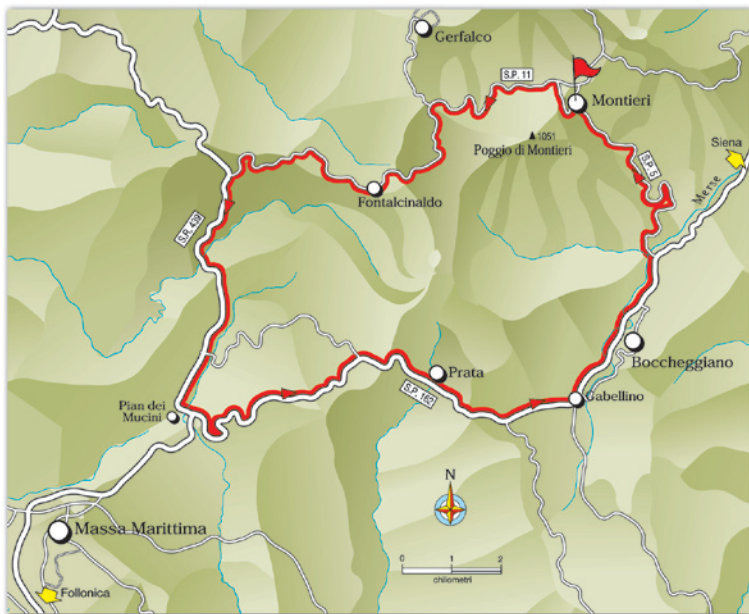 Gerfalco
S.P. 11
Montieri
1051
Poggio di Montieri
Siena
S.P. 5
Merse
Fontalcinaldo
S.R. 439
Boccheggiano
Prata
S.P. 162
Gabellino
Pian dei
Mucini
N
Massa Marittima
0 1 2
chilometri
Follonica